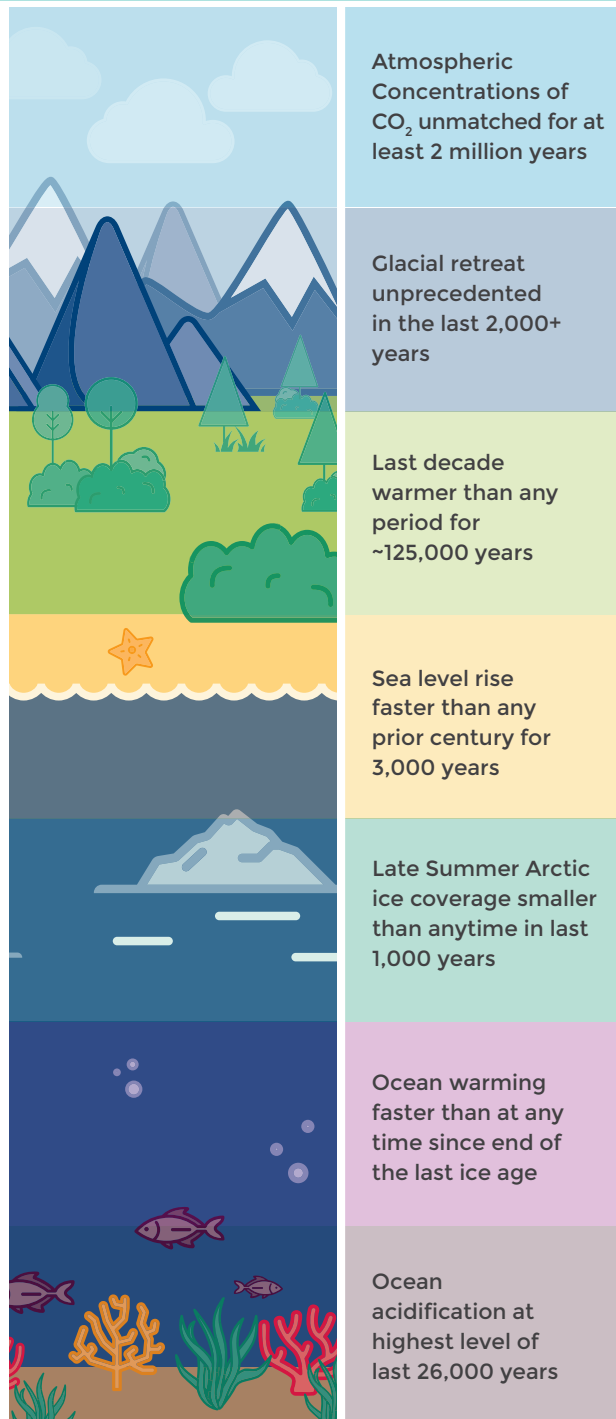 Atmospheric
Concentrations of
CO₂ unmatched for at
least 2 million years
Glacial retreat
unprecedented
in the last 2,000+
years
Last decade
warmer than any
period for
~125,000 years
Sea level rise
faster than any
prior century for
3,000 years
Late Summer Arctic
ice coverage smaller
than anytime in last
1,000 years
Ocean warming
faster than at any
time since end of
the last ice age
Ocean
acidification at
highest level of
last 26,000 years